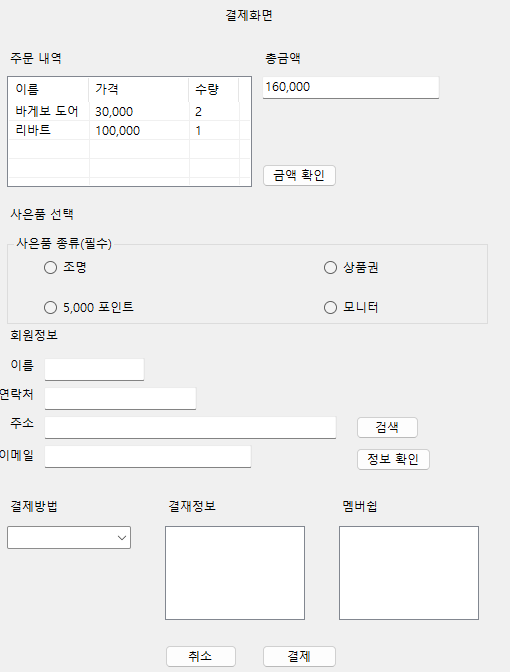 결제화면
주문 내역
총금액
이름 가격 수량
바게보 도어 30,000 2
리바트 100,000 1
160,000
금액 확인
사은품 선택
사은품 종류(필수)
조명
상품권
5,000 포인트
모니터
회원정보
이름
연락처
주소
검색
이메일
정보 확인
결제방법
결재정보
멤버쉽
취소
결제